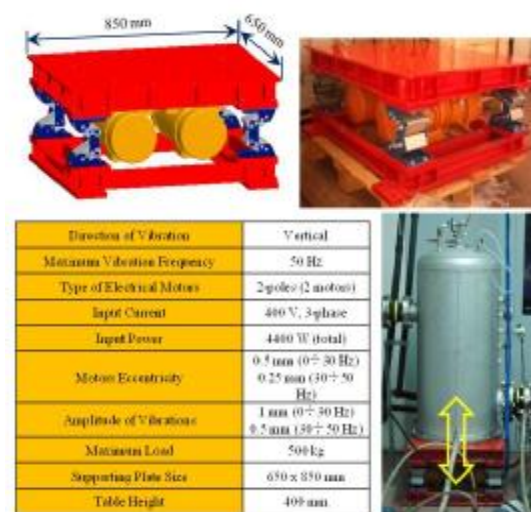 850 mm
650 mm
Direction of Vibration Vertical
Maximum Vibration Frequency 50 Hz
Type of Electrical Motors 2-poles (2 motors)
Input Current 400 V, 3-phase
Input Power 4400 W (total)
Motors Eccentricity 0.5 mm (0÷30 Hz)
0.25 mm (30÷50
Hz)
Amplitude of Vibrations 1 mm (0÷30 Hz)
0.5 mm (30÷50 Hz)
Maximum Load 500 kg
Supporting Plate Size 650 x 850 mm
Table Height 400 mm